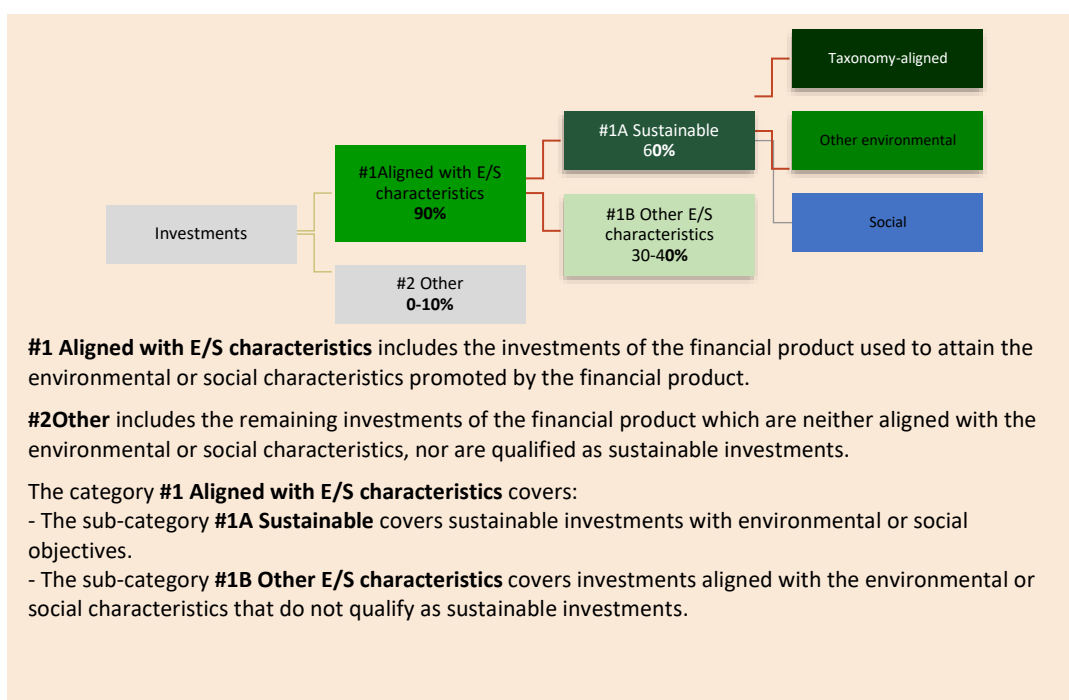 Taxonomy-aligned
#1A Sustainable
60%
Other environmental
#1Aligned with E/S
characteristics
90%
#1B Other E/S
characteristics
30-40%
Social
Investments
#2 Other
0-10%
#1 Aligned with E/S characteristics includes the investments of the financial product used to attain the
environmental or social characteristics promoted by the financial product.
#2Other includes the remaining investments of the financial product which are neither aligned with the
environmental or social characteristics, nor are qualified as sustainable investments.
The category #1 Aligned with E/S characteristics covers:
- The sub-category #1A Sustainable covers sustainable investments with environmental or social
objectives.
- The sub-category #1B Other E/S characteristics covers investments aligned with the environmental or
social characteristics that do not qualify as sustainable investments.